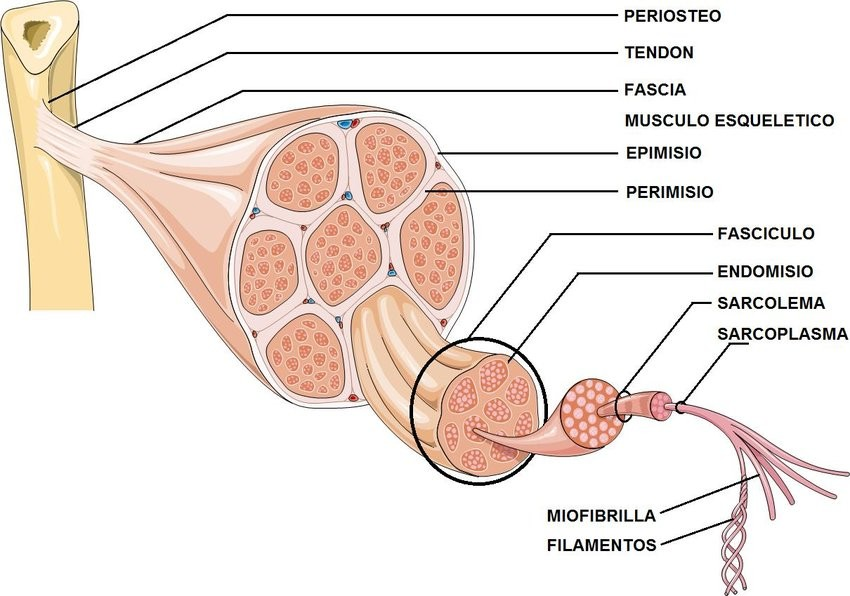 PERIOSTEO
TENDON
FASCIA
MUSCULO ESQUELETICO
EPIMISIO
PERIMISIO
FASCICULO
ENDOMISIO
SARCOLEMA
SARCOPLASMA
MIOFIBRILLA
FILAMENTOS